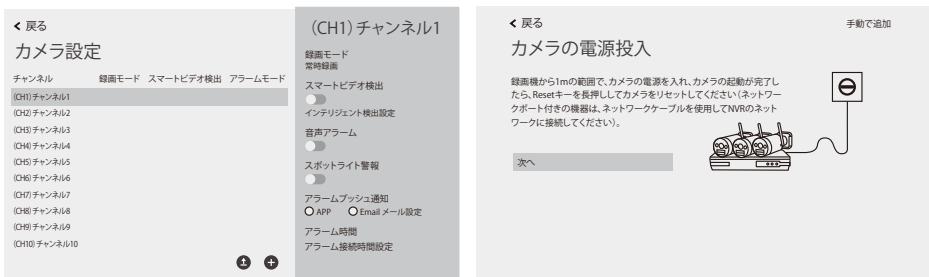 戻る
カメラ設定
チャンネル 録画モード スマートビデオ検出 アラームモード
(CH1)チャンネル1
(CH2)チャンネル2
(CH3)チャンネル3
(CH4)チャンネル4
(CH5)チャンネル5
(CH6)チャンネル6
(CH7)チャンネル7
(CH8)チャンネル8
(CH9)チャンネル9
(CH10)チャンネル10
(CH1)チャンネル1
録画モード
常時録画
スマートビデオ検出
インテリジェント検出設定
音声アラーム
スポットライト警報
アラームプッシュ通知
APP Email メール設定
アラーム時間
アラーム接続時間設定
戻る 手動で追加
カメラの電源投入
録画機から1mの範囲で、カメラの電源を入れ、カメラの起動が完了し
たら、Resetキーを長押ししてカメラをリセットしてください(ネットワー
クポート付きの機器は、ネットワークケーブルを使用してNVRのネット
ワークに接続してください)。
次へ